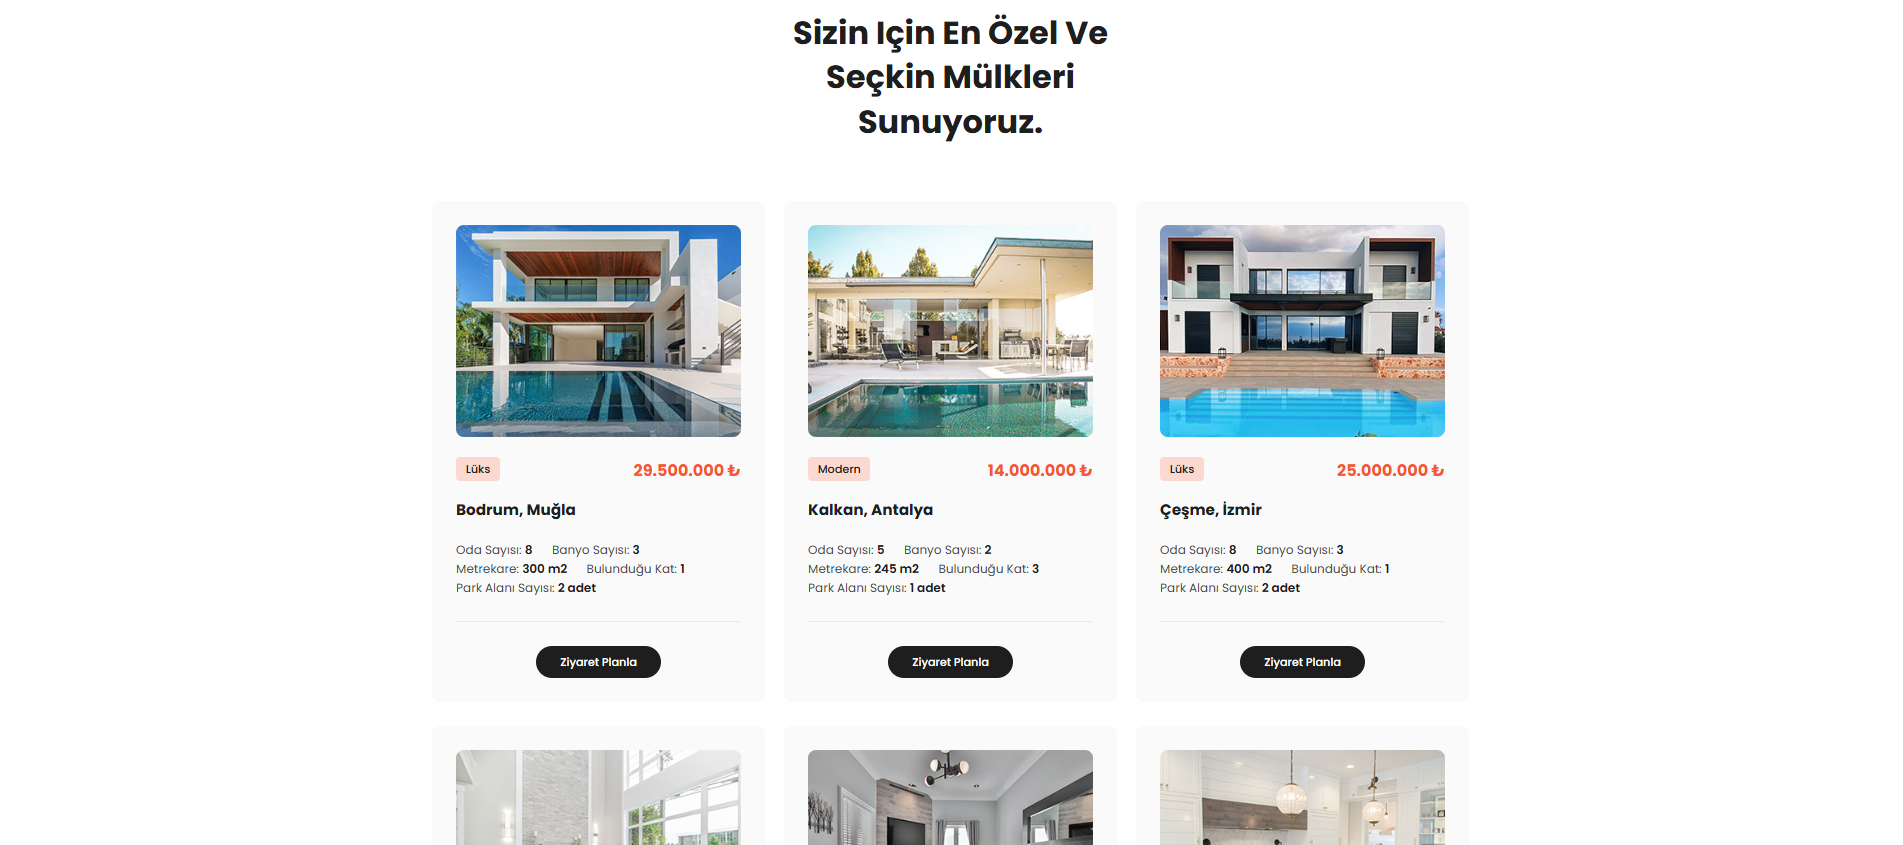 Sizin Için En Özel Ve
Seçkin Mülkleri
Sunuyoruz.
Lüks 29.500.000 ₺
Bodrum, Muğla
Oda Sayısı: 8 Banyo Sayısı: 3
Metrekare: 300 m2 Bulunduğu Kat: 1
Park Alanı Sayısı: 2 adet
Ziyaret Planla
Modern 14.000.000 ₺
Kalkan, Antalya
Oda Sayısı: 5 Banyo Sayısı: 2
Metrekare: 245 m2 Bulunduğu Kat: 3
Park Alanı Sayısı: 1 adet
Ziyaret Planla
Lüks 25.000.000 ₺
Çeşme, İzmir
Oda Sayısı: 8 Banyo Sayısı: 3
Metrekare: 400 m2 Bulunduğu Kat: 1
Park Alanı Sayısı: 2 adet
Ziyaret Planla